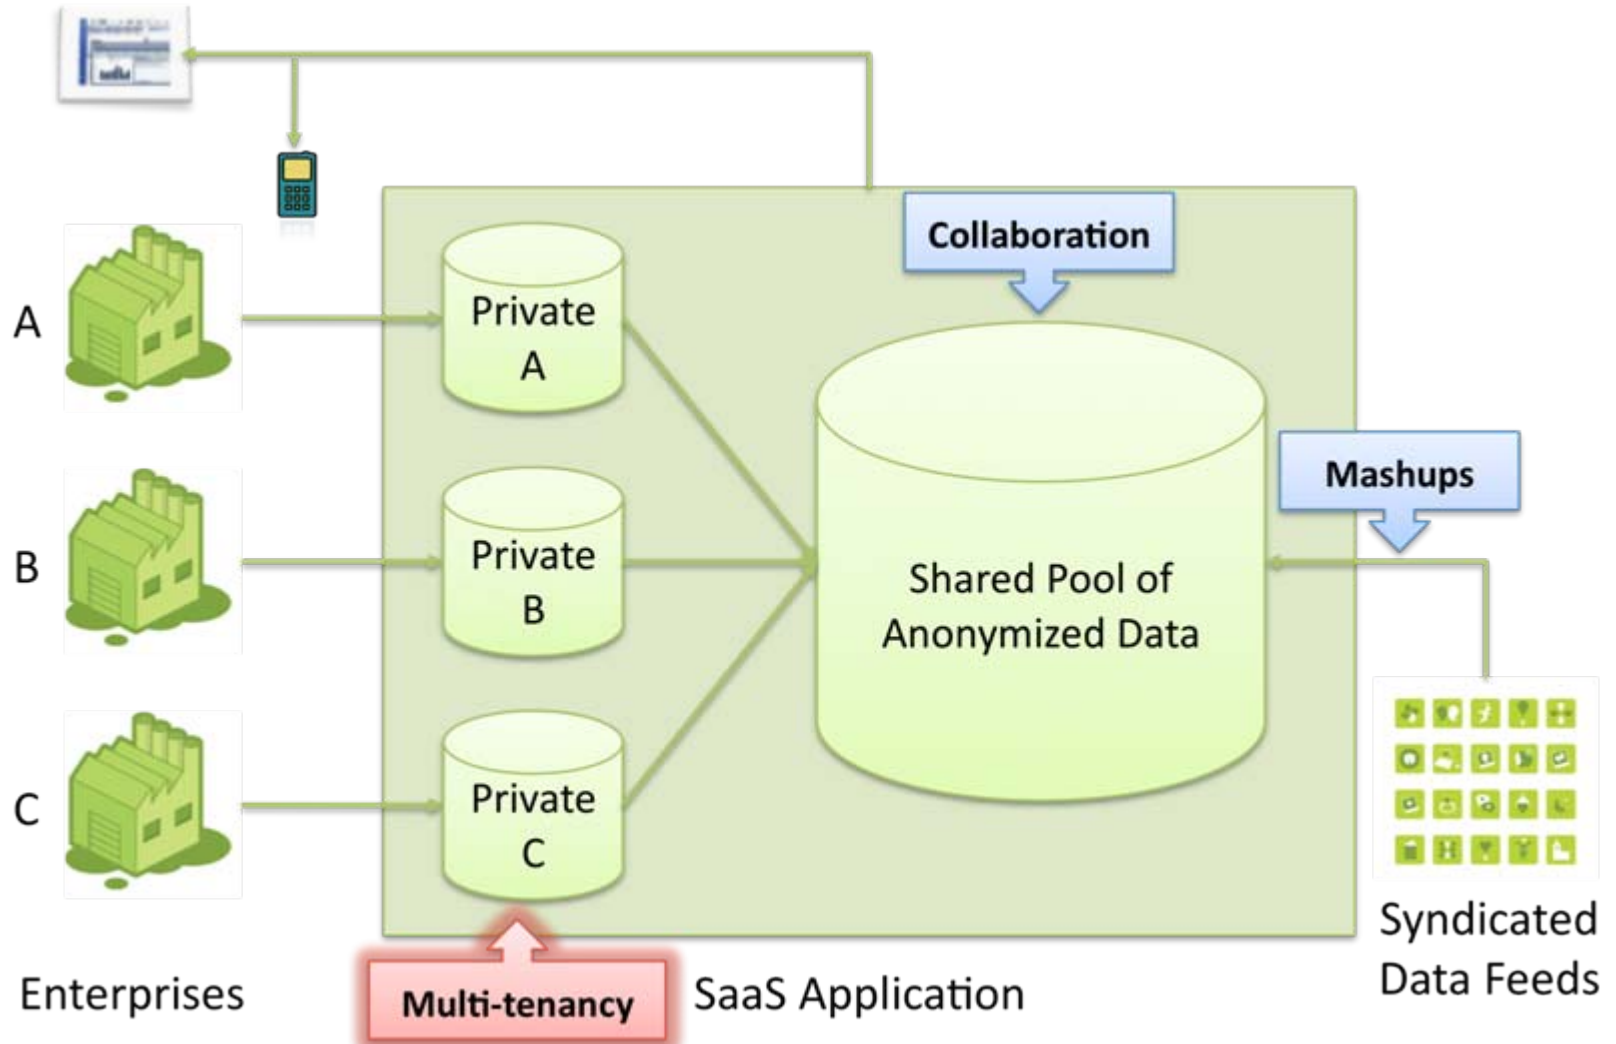 Collaboration
A
Private
A
Mashups
B
Private
B
Shared Pool of
Anonymized Data
C
Private
C
Syndicated
Data Feeds
Enterprises
Multi-tenancy
SaaS Application